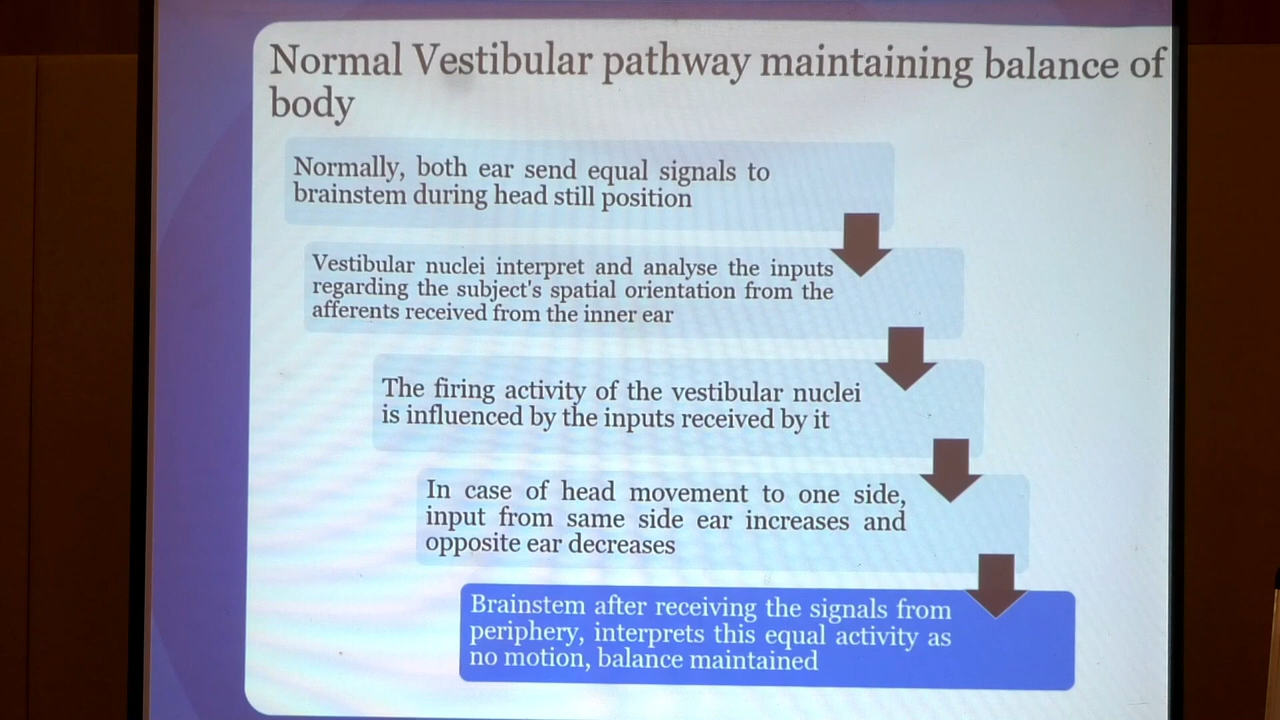 Normal Vestibular pathway maintaining balance of
body
Normally, both ear send equal signals to
brainstem during head still position
Vestibular nuclei interpret and analyse the inputs
regarding the subject's spatial orientation from the
afferents received from the inner ear
The firing activity of the vestibular nuclei
is influenced by the inputs received by it
In case of head movement to one side,
input from same side ear increases and
opposite ear decreases
Brainstem after receiving the signals from
periphery, interprets this equal activity as
no motion, balance maintained